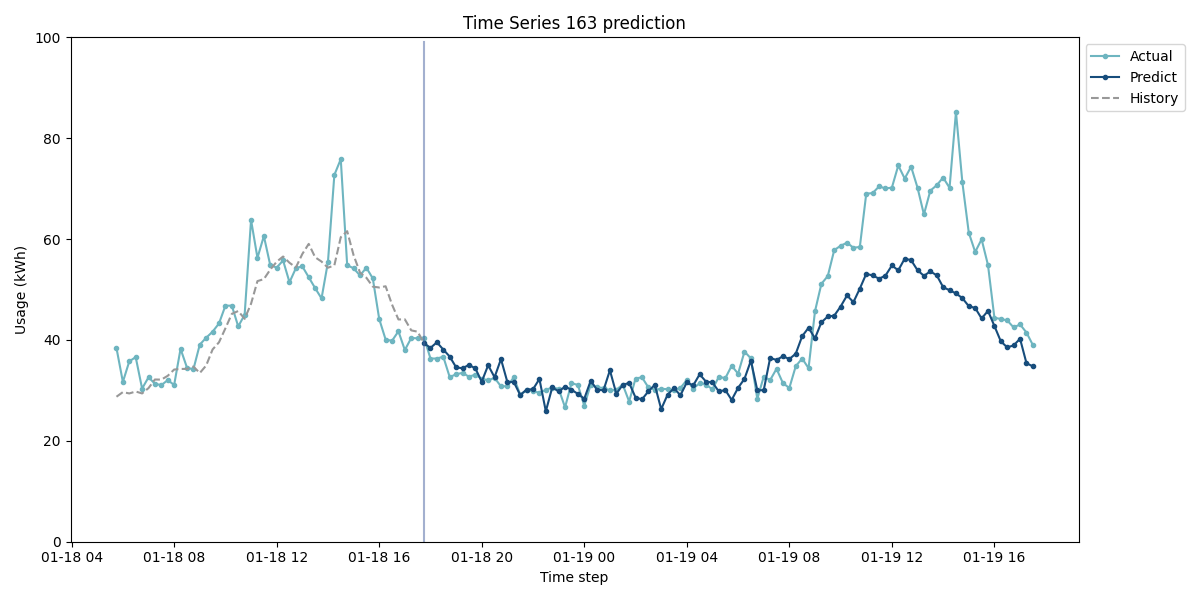 Time Series 163 prediction
100
80
60
40
20
0
Usage (kWh)
01-18 04
01-18 08
01-18 12
01-18 16
01-18 20
01-19 00
01-19 04
01-19 08
01-19 12
01-19 16
Time step
Actual
Predict
History